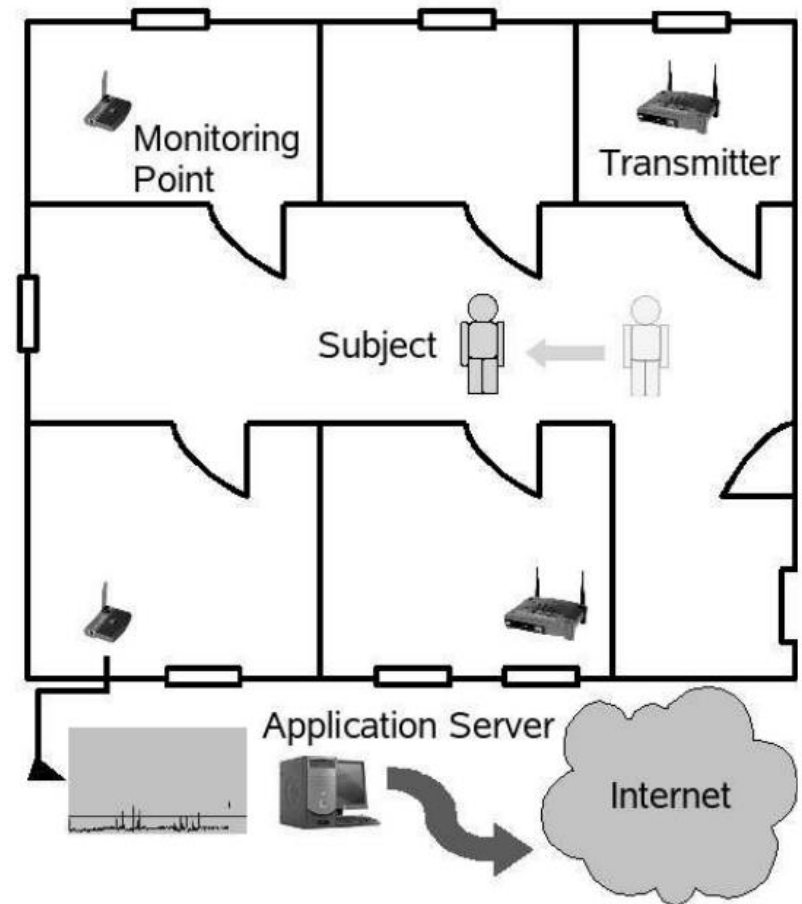 Monitoring
Point
Transmitter
Subject
Application Server
Internet